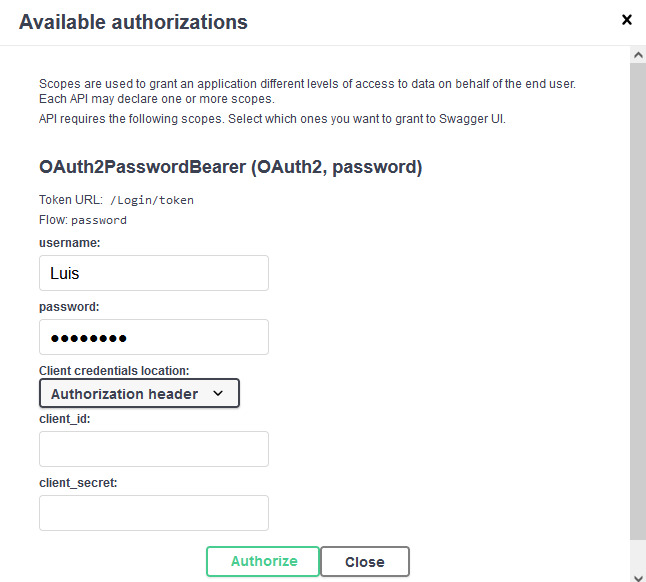 Available authorizations
Scopes are used to grant an application different levels of access to data on behalf of the end user.
Each API may declare one or more scopes.
API requires the following scopes. Select which ones you want to grant to Swagger UI.
OAuth2PasswordBearer (OAuth2, password)
Token URL: /Login/token
Flow: password
username:
Luis
password:
••••••••
Client credentials location:
Authorization header
client_id:
client_secret:
Authorize Close